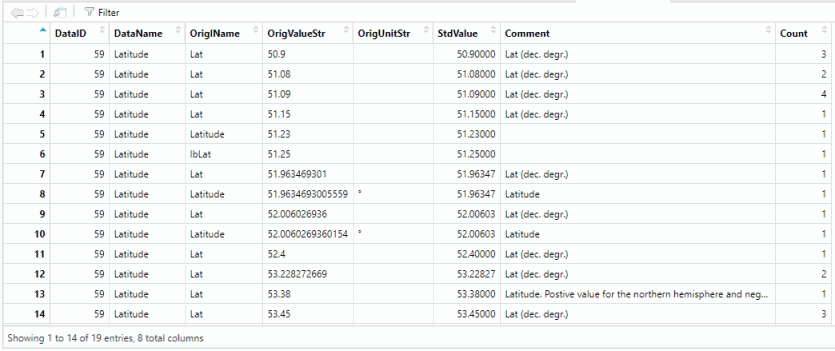 Filter
DataID DataName OriglName OrigValueStr OrigUnitStr StdValue Comment Count
1 59 Latitude Lat 50.9 50.90000 Lat (dec. degr.) 3
2 59 Latitude Lat 51.08 51.08000 Lat (dec. degr.) 2
3 59 Latitude Lat 51.09 51.09000 Lat (dec. degr.) 4
4 59 Latitude Lat 51.15 51.15000 Lat (dec. degr.) 1
5 59 Latitude Latitude 51.23 51.23000 1
6 59 Latitude lbLat 51.25 51.25000 1
7 59 Latitude Lat 51.963469301 51.96347 Lat (dec. degr.) 1
8 59 Latitude Latitude 51.9634693005559 ° 51.96347 Latitude 1
9 59 Latitude Lat 52.006026936 52.00603 Lat (dec. degr.) 1
10 59 Latitude Latitude 52.0060269360154 ° 52.00603 Latitude 1
11 59 Latitude Lat 52.4 52.40000 Lat (dec. degr.) 1
12 59 Latitude Lat 53.228272669 53.22827 Lat (dec. degr.) 2
13 59 Latitude Lat 53.38 53.38000 Latitude. Postive value for the northern hemisphere and neg... 1
14 59 Latitude Lat 53.45 53.45000 Lat (dec. degr.) 3
Showing 1 to 14 of 19 entries, 8 total columns